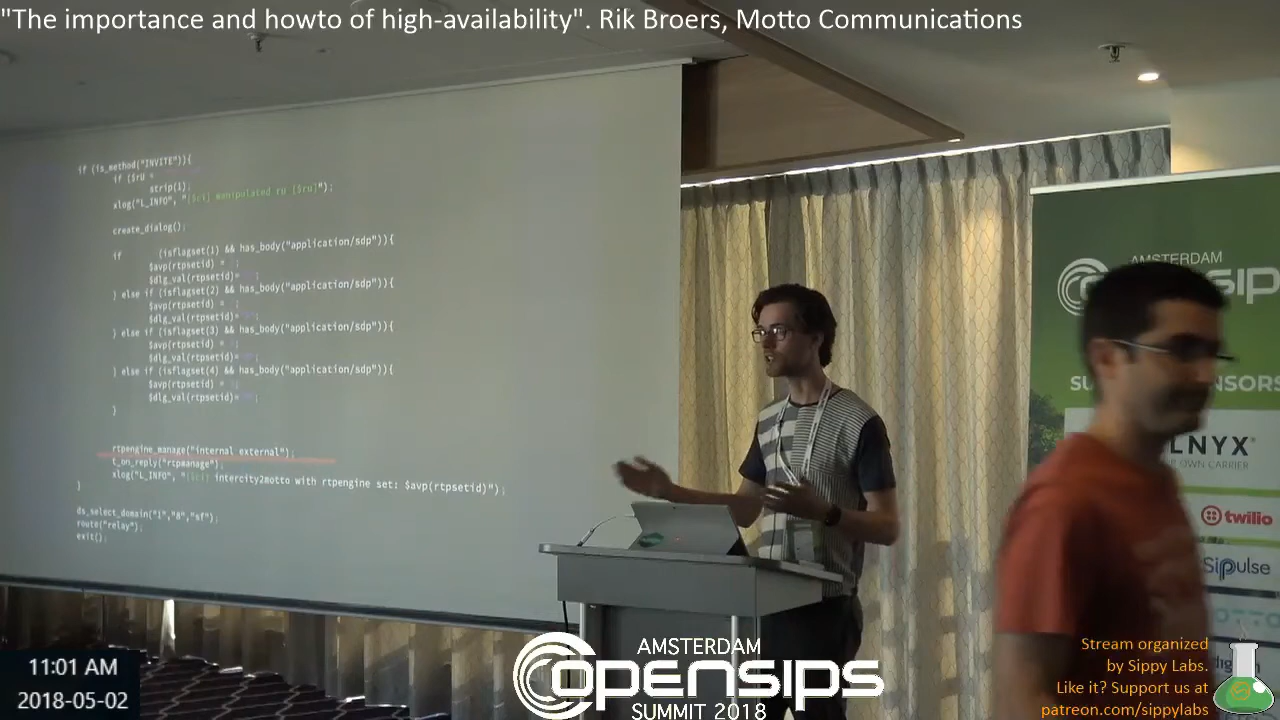 "The importance and howto of high-availability". Rik Broers, Motto Communications
if (is_method("INVITE")){
if ($ru =
strip(1);
xlog("L_INFO", "[$ci] manipulated ru [$ru]");
create_dialog();
if (isflagset(1) && has_body("application/sdp")){
$avp(rtpsetid) = ;
$dlg_val(rtpsetid)= ;
} else if (isflagset(2) && has_body("application/sdp")){
$avp(rtpsetid) = ;
$dlg_val(rtpsetid)= ;
} else if (isflagset(3) && has_body("application/sdp")){
$avp(rtpsetid) = ;
$dlg_val(rtpsetid)= ;
} else if (isflagset(4) && has_body("application/sdp")){
$avp(rtpsetid) = ;
$dlg_val(rtpsetid)= ;
}
rtpengine_manage("internal external");
t_on_reply("rtpmanage");
xlog("L_INFO", "[$ci] intercity2motto with rtpengine set: $avp(rtpsetid)");
}
ds_select_domain("1","8","sf");
route("relay");
exit();
AMSTERDAM
LNYX
OWN CARRIER
twilio
Sipulse
11:01 AM
2018-05-02
AMSTERDAM
OPENSIPS
SUMMIT 2018
Stream organized
by Sippy Labs.
Like it? Support us at
patreon.com/sippylabs